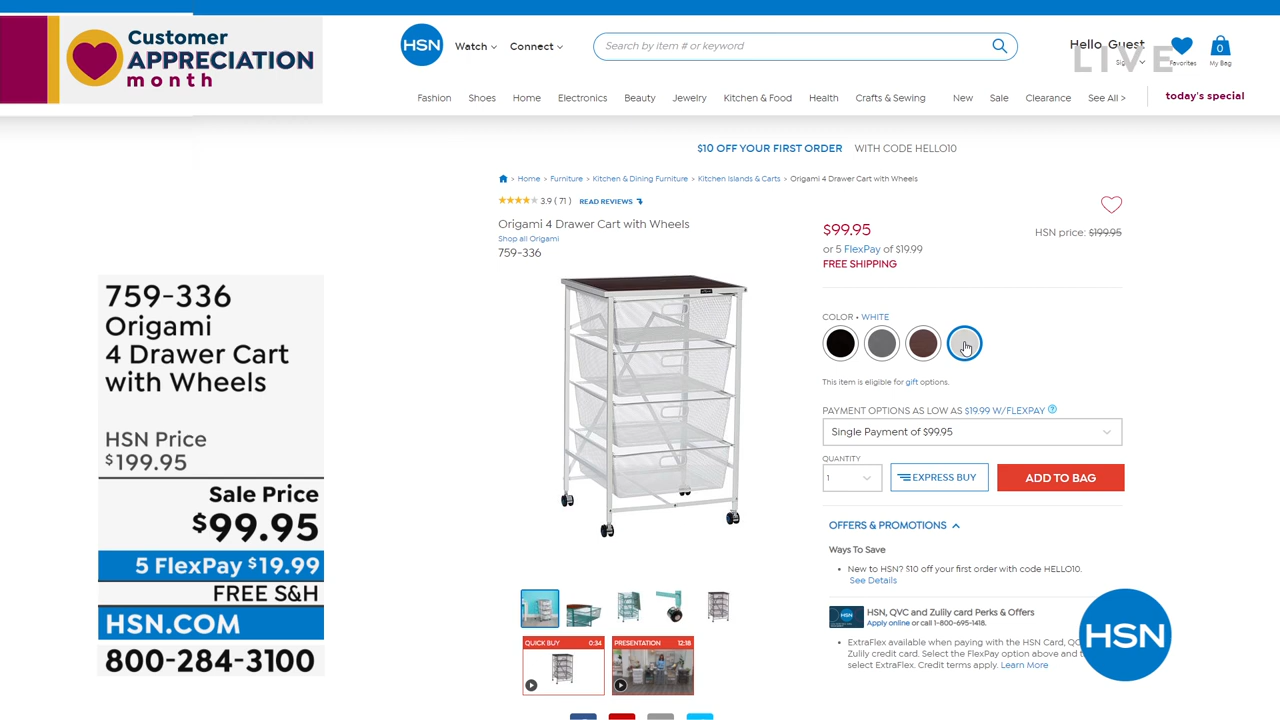 Customer
APPRECIATION
month
HSN
Watch
Connect
Search by item # or keyword
Hello, Guest
LIVE
Favorites
0
My Bag
Fashion
Shoes
Home
Electronics
Beauty
Jewelry
Kitchen & Food
Health
Crafts & Sewing
New
Sale
Clearance
See All >
today's special
$10 OFF YOUR FIRST ORDER WITH CODE HELLO10
> Home > Furniture > Kitchen & Dining Furniture > Kitchen Islands & Carts > Origami 4 Drawer Cart with Wheels
3.9 ( 71 ) READ REVIEWS
Origami 4 Drawer Cart with Wheels
Shop all Origami
759-336
$99.95
HSN price: $199.95
or 5 FlexPay of $19.99
FREE SHIPPING
COLOR • WHITE
This item is eligible for gift options.
PAYMENT OPTIONS AS LOW AS $19.99 W/FLEXPAY ?
Single Payment of $99.95
QUANTITY
1
EXPRESS BUY
ADD TO BAG
OFFERS & PROMOTIONS
Ways To Save
• New to HSN? $10 off your first order with code HELLO10.
See Details
HSN, QVC and Zulily card Perks & Offers
Apply online or call 1-800-695-1418.
• ExtraFlex available when paying with the HSN Card, QC
Zulily credit card. Select the FlexPay option above and
select ExtraFlex. Credit terms apply. Learn More
QUICK BUY 0:34
PRESENTATION 12:18
HSN
759-336
Origami
4 Drawer Cart
with Wheels
HSN Price
$199.95
Sale Price
$99.95
5 FlexPay $19.99
FREE S&H
HSN.COM
800-284-3100